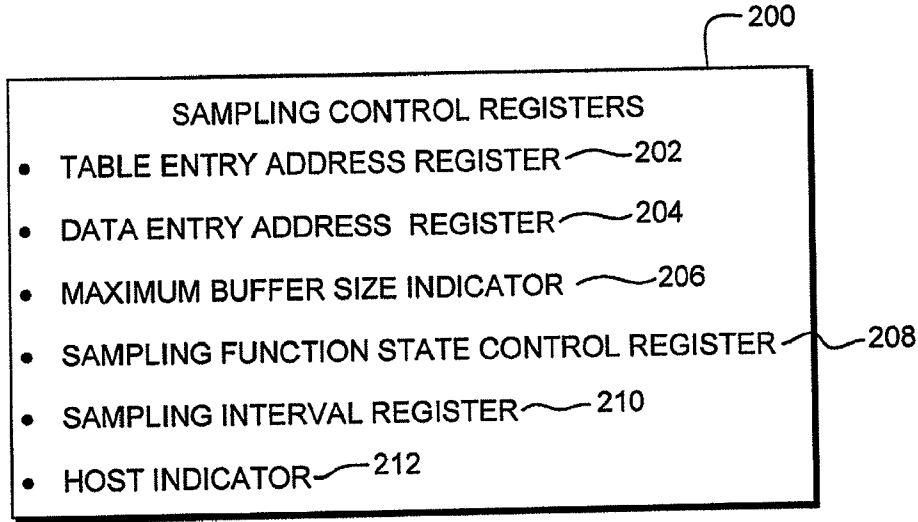 200
SAMPLING CONTROL REGISTERS
• TABLE ENTRY ADDRESS REGISTER 202
• DATA ENTRY ADDRESS REGISTER 204
• MAXIMUM BUFFER SIZE INDICATOR 206
• SAMPLING FUNCTION STATE CONTROL REGISTER 208
• SAMPLING INTERVAL REGISTER 210
• HOST INDICATOR 212